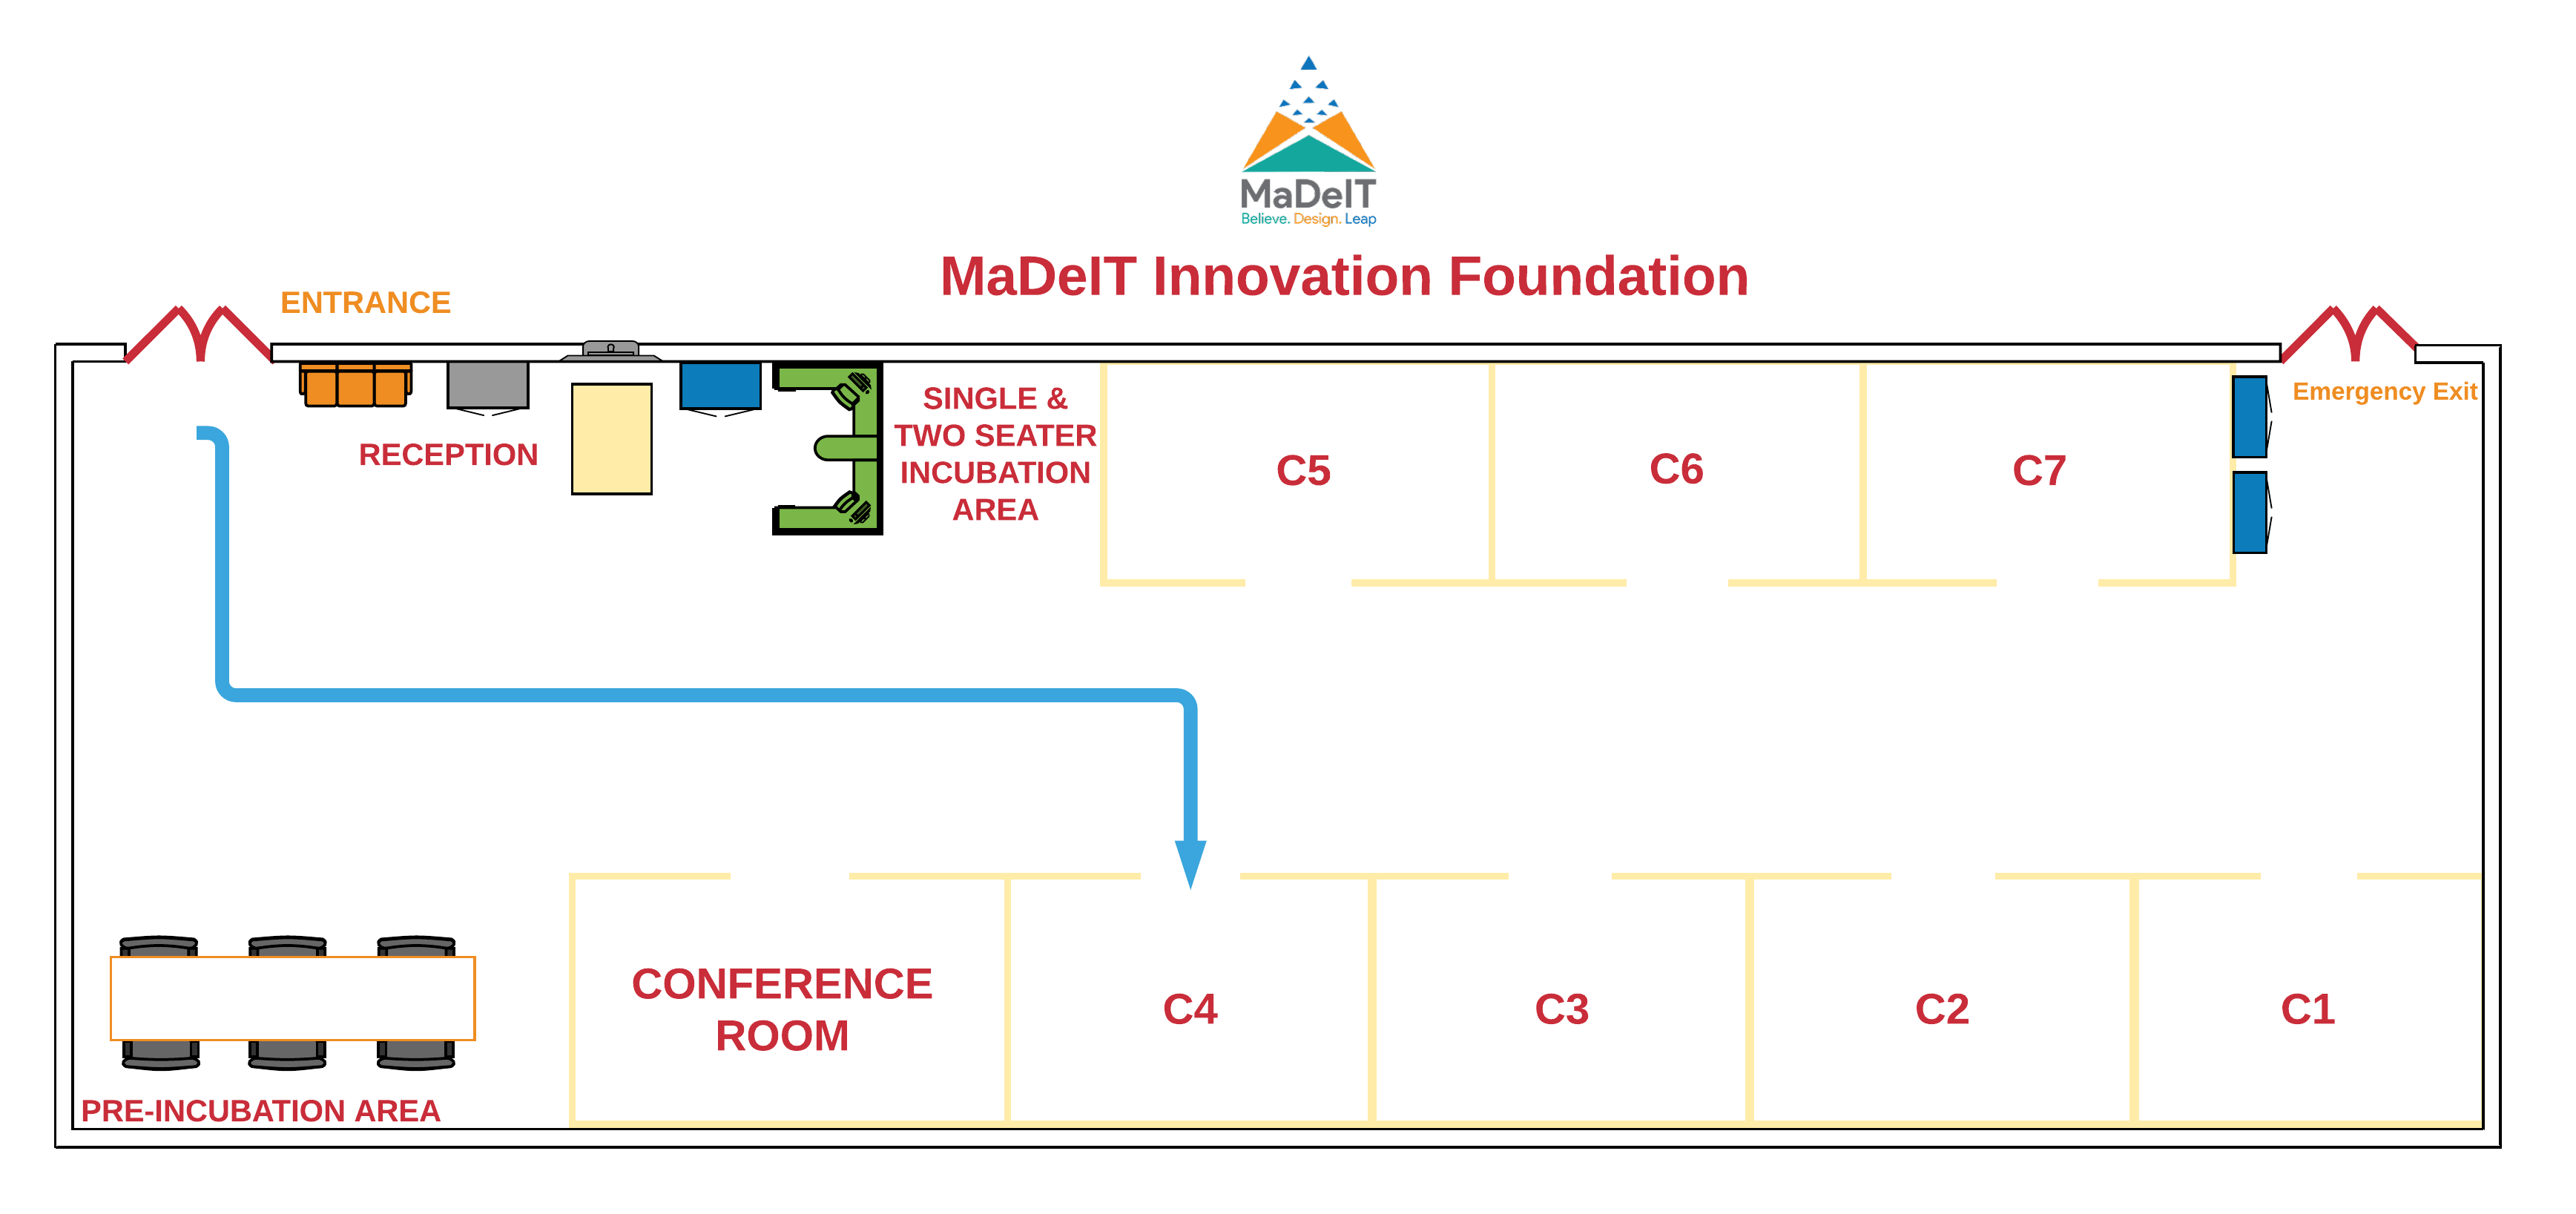 MaDeIT
Believe. Design. Leap
MaDeIT Innovation Foundation
ENTRANCE
Emergency Exit
RECEPTION
SINGLE &
TWO SEATER
INCUBATION
AREA
C5
C6
C7
CONFERENCE
ROOM
C4
C3
C2
C1
PRE-INCUBATION AREA